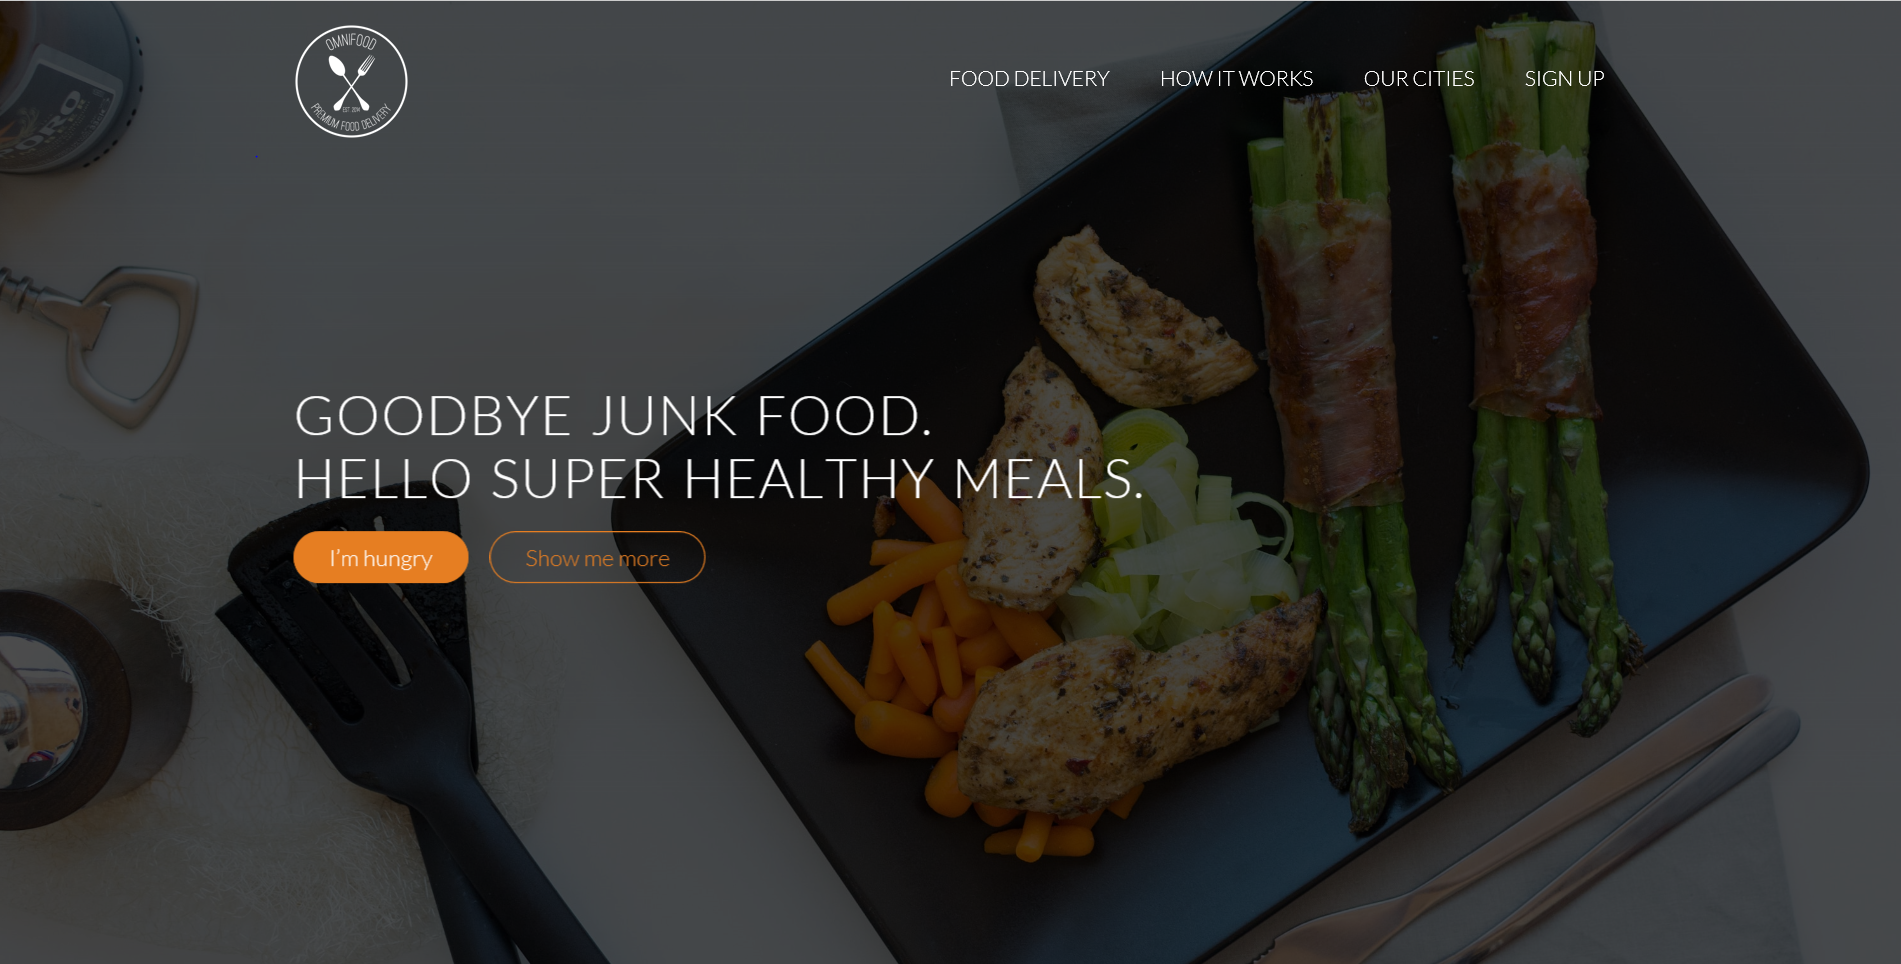 OMNIFOOD
EST 2014
PREMIUM FOOD DELIVERY
FOOD DELIVERY
HOW IT WORKS
OUR CITIES
SIGN UP
GOODBYE JUNK FOOD.
HELLO SUPER HEALTHY MEALS.
I'm hungry
Show me more